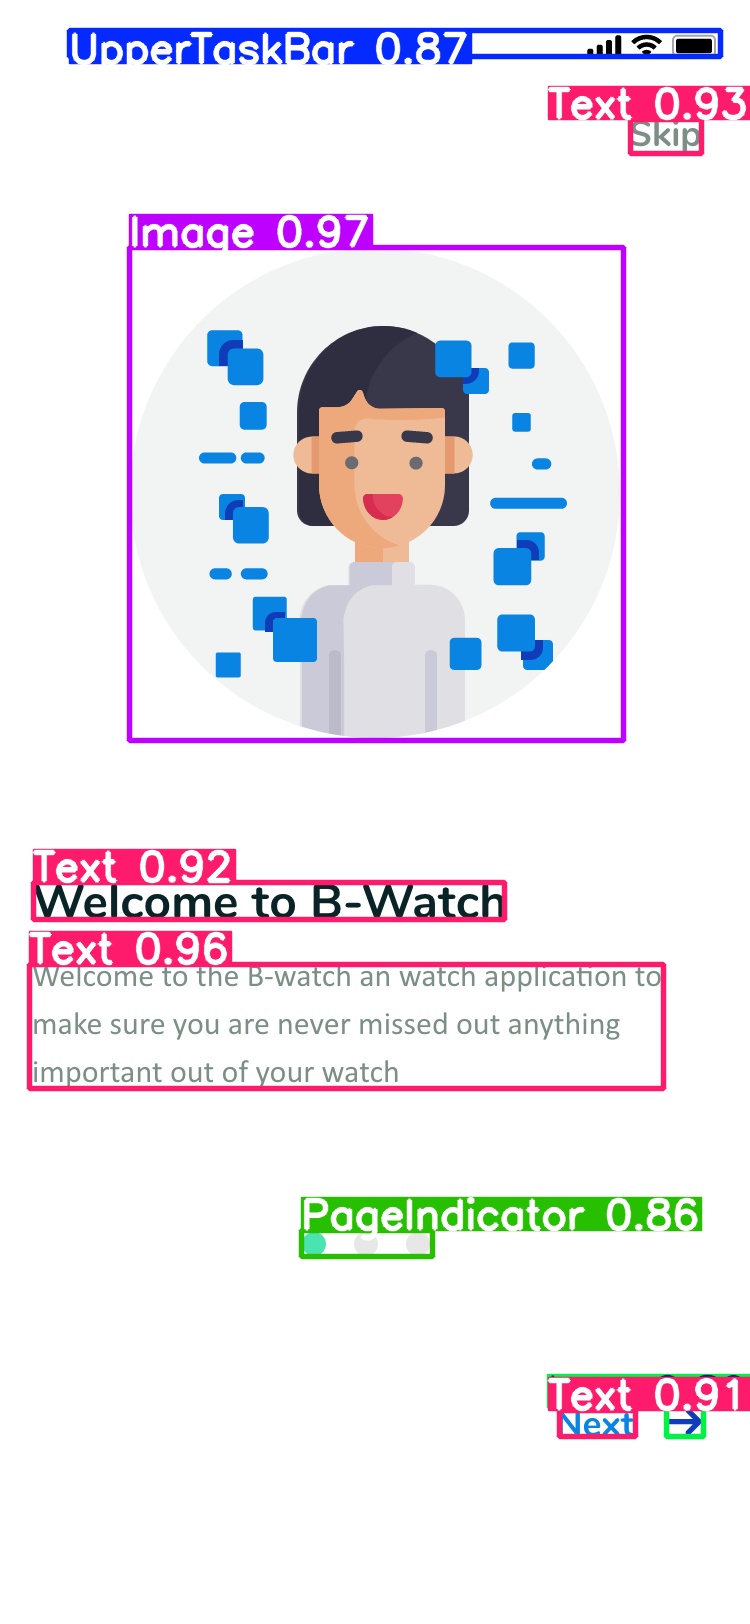 UpperTaskBar 0.87
Text 0.93
Skip
Image 0.97
Text 0.92
Welcome to B-Watch
Text 0.96
Welcome to the B-watch an watch application to
make sure you are never missed out anything
important out of your watch
PageIndicator 0.86
Text 0.91
Next